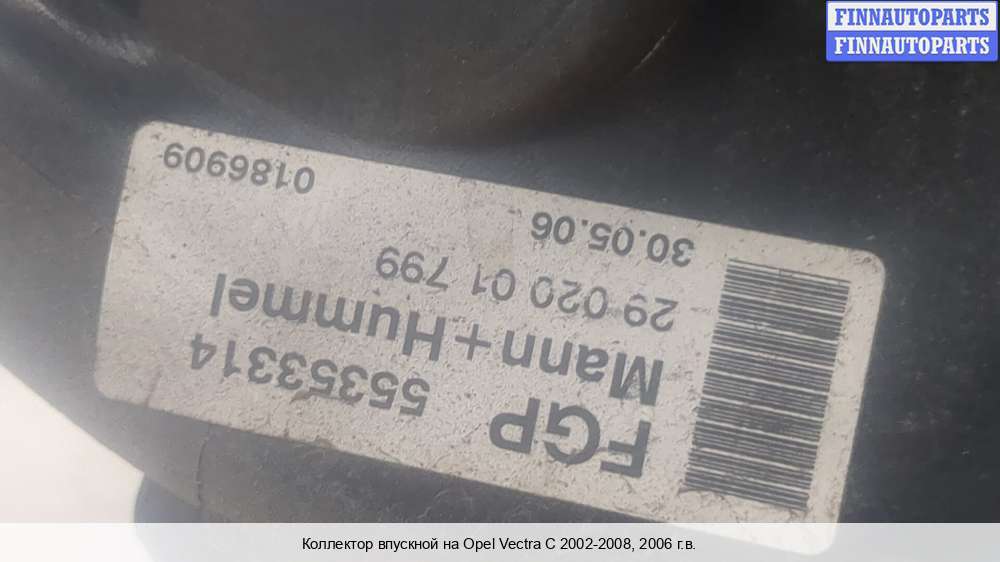 FINNAUTOPARTS
FINNAUTOPARTS
FGP 55353314
Mann+Hummel
29 020 01 799
30.05.06 0186909
Коллектор впускной на Opel Vectra C 2002-2008, 2006 г.в.